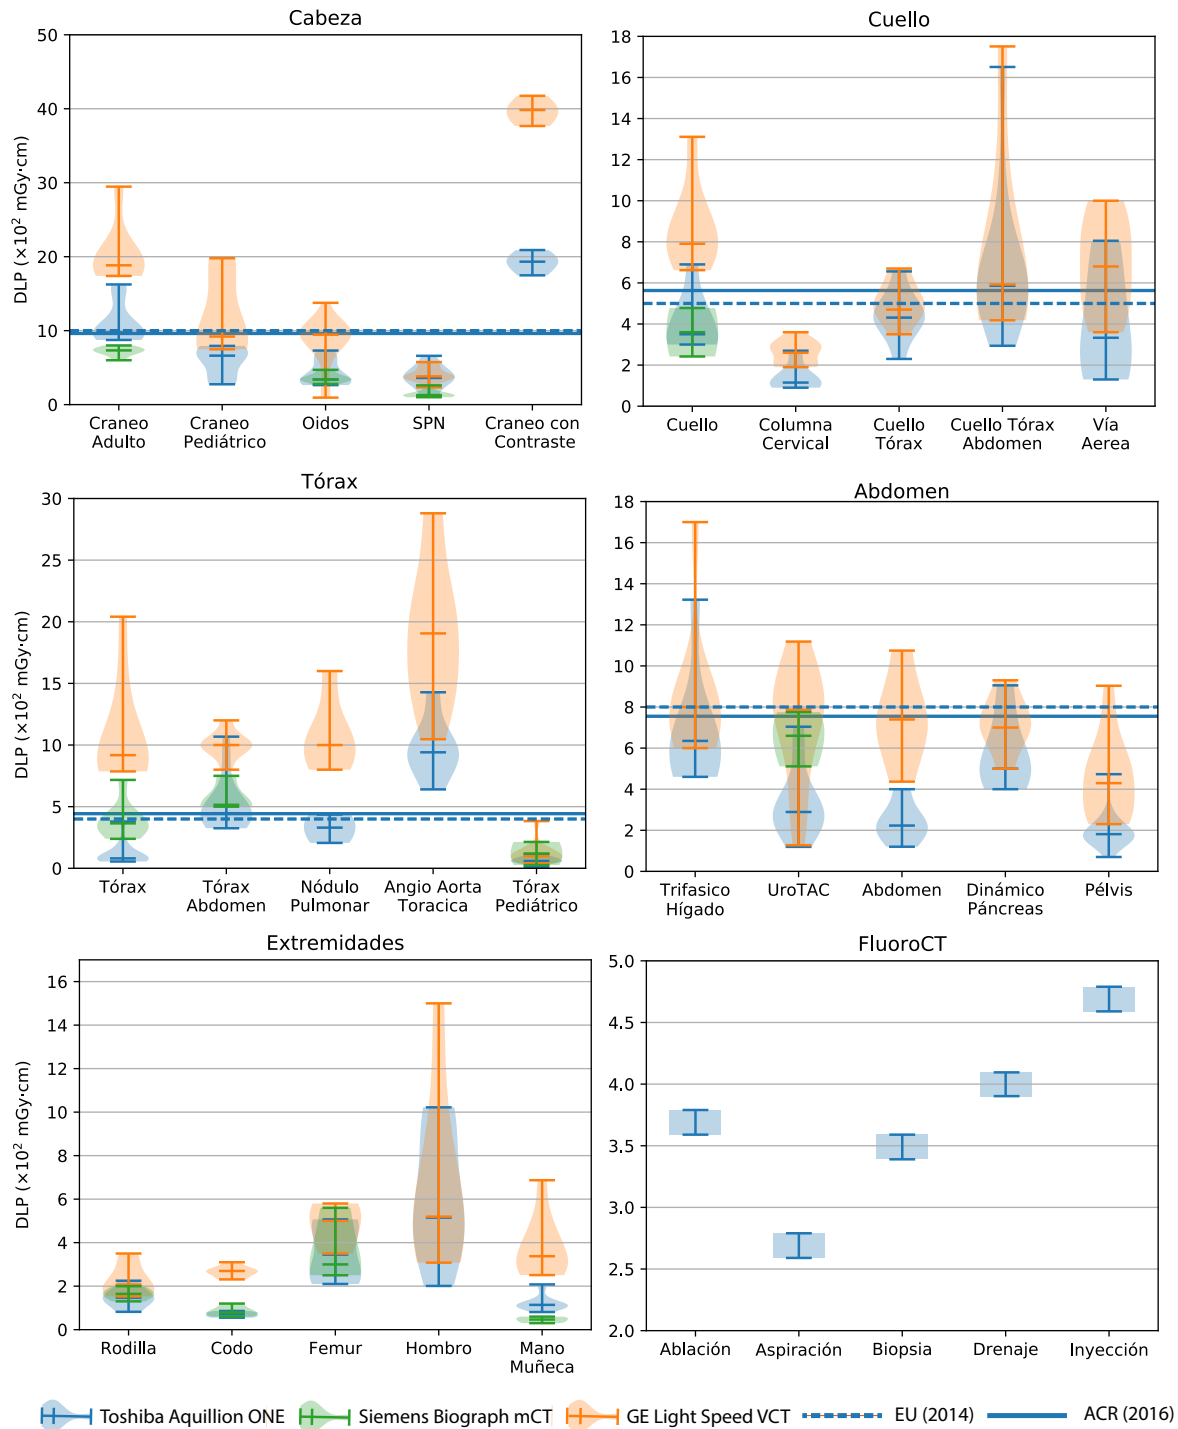 Cabeza
50
40
30
20
10
0
DLP (×10² mGy·cm)
Craneo Adulto
Craneo Pediátrico
Oidos
SPN
Craneo con Contraste
Cuello
18
16
14
12
10
8
6
4
2
0
Cuello
Columna Cervical
Cuello Tórax
Cuello Tórax Abdomen
Vía Aerea
Tórax
30
25
20
15
10
5
0
DLP (×10² mGy·cm)
Tórax
Tórax Abdomen
Nódulo Pulmonar
Angio Aorta Toracica
Tórax Pediátrico
Abdomen
18
16
14
12
10
8
6
4
2
0
Trifasico Hígado
UroTAC
Abdomen
Dinámico Páncreas
Pélvis
Extremidades
16
14
12
10
8
6
4
2
0
DLP (×10² mGy·cm)
Rodilla
Codo
Femur
Hombro
Mano Muñeca
FluoroCT
5.0
4.5
4.0
3.5
3.0
2.5
2.0
Ablación
Aspiración
Biopsia
Drenaje
Inyección
Toshiba Aquillion ONE
Siemens Biograph mCT
GE Light Speed VCT
EU (2014)
ACR (2016)